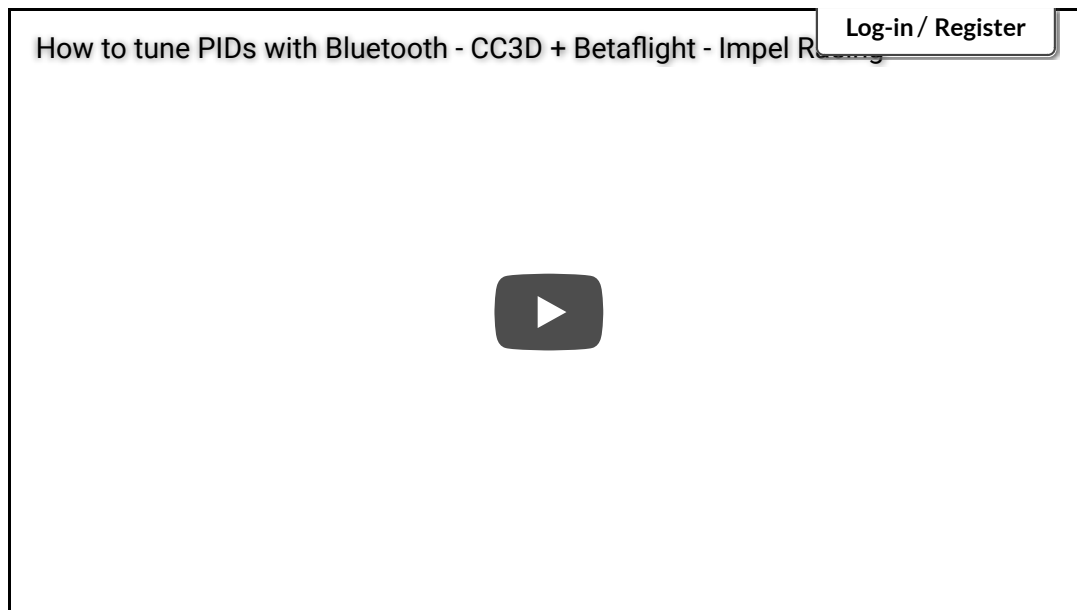 Log-in / Register
How to tune PIDs with Bluetooth - CC3D + Betaflight - Impel